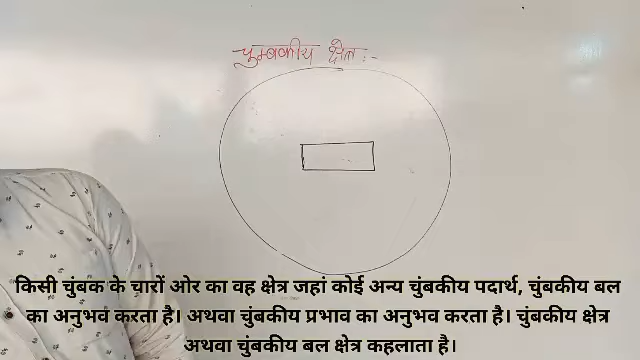 चुम्बकीय क्षेत्र :-
किसी चुंबक के चारों ओर का वह क्षेत्र जहां कोई अन्य चुंबकीय पदार्थ, चुंबकीय बल
का अनुभव करता है। अथवा चुंबकीय प्रभाव का अनुभव करता है। चुंबकीय क्षेत्र
अथवा चुंबकीय बल क्षेत्र कहलाता है।